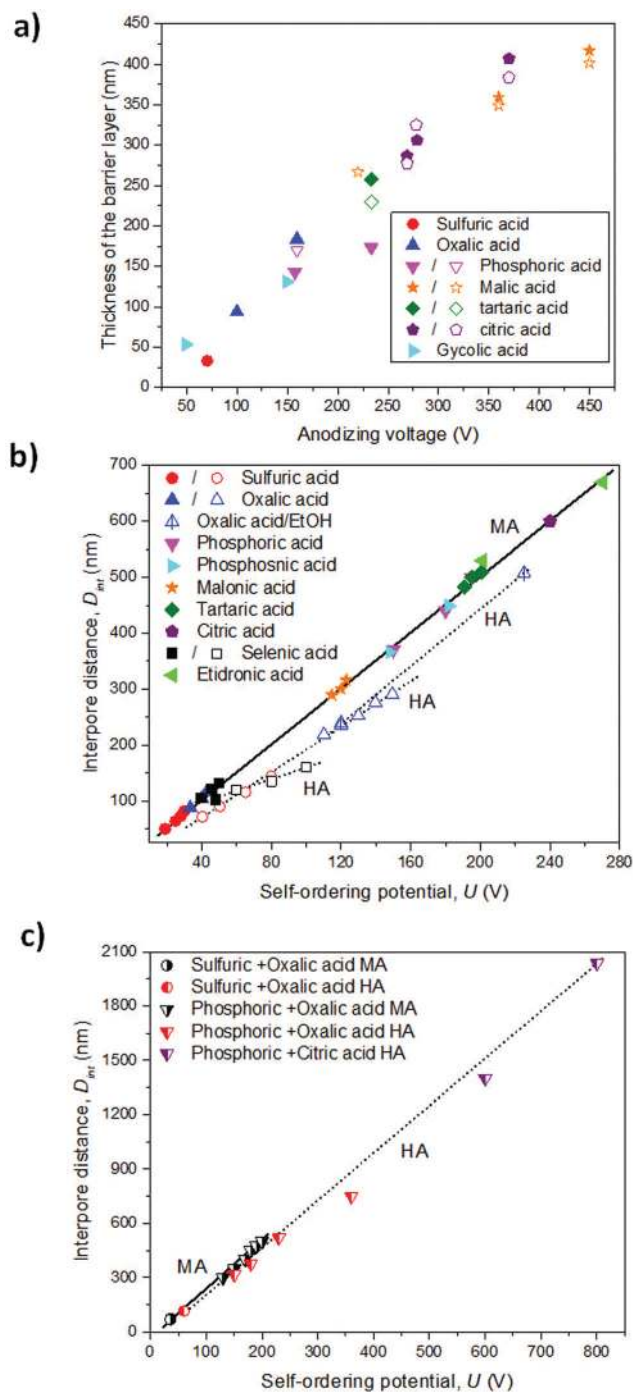 a)
450
400
350
300
250
200
150
100
50
0
Thickness of the barrier layer (nm)
Sulfuric acid
Oxalic acid
/ Phosphoric acid
/ Malic acid
/ tartaric acid
/ citric acid
Gycolic acid
50 100 150 200 250 300 350 400 450
Anodizing voltage (V)
b)
700
600
500
400
300
200
100
Interpore distance, Dint (nm)
/ Sulfuric acid
/ Oxalic acid
Oxalic acid/EtOH
Phosphoric acid
Phosphosnic acid
Malonic acid
Tartaric acid
Citric acid
/ Selenic acid
Etidronic acid
MA
HA
HA
HA
40 80 120 160 200 240 280
Self-ordering potential, U (V)
c)
2100
1800
1500
1200
900
600
300
0
Interpore distance, Dint (nm)
Sulfuric +Oxalic acid MA
Sulfuric +Oxalic acid HA
Phosphoric +Oxalic acid MA
Phosphoric +Oxalic acid HA
Phosphoric +Citric acid HA
HA
MA
0 100 200 300 400 500 600 700 800
Self-ordering potential, U (V)